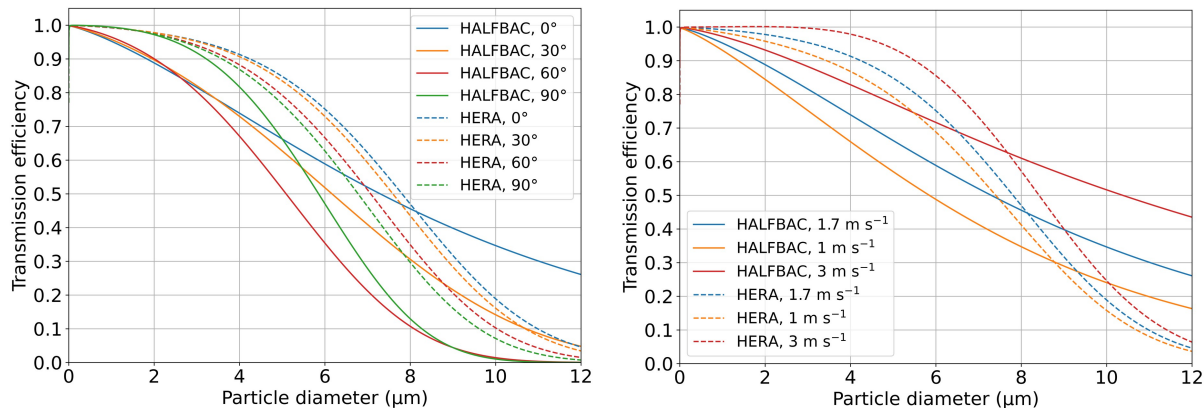 Transmission efficiency
1.0
0.9
0.8
0.7
0.6
0.5
0.4
0.3
0.2
0.1
0.0
0
2
4
6
8
10
12
Particle diameter (µm)
HALFBAC, 0°
HALFBAC, 30°
HALFBAC, 60°
HALFBAC, 90°
HERA, 0°
HERA, 30°
HERA, 60°
HERA, 90°
Transmission efficiency
1.0
0.9
0.8
0.7
0.6
0.5
0.4
0.3
0.2
0.1
0.0
0
2
4
6
8
10
12
Particle diameter (µm)
HALFBAC, 1.7 m s⁻¹
HALFBAC, 1 m s⁻¹
HALFBAC, 3 m s⁻¹
HERA, 1.7 m s⁻¹
HERA, 1 m s⁻¹
HERA, 3 m s⁻¹